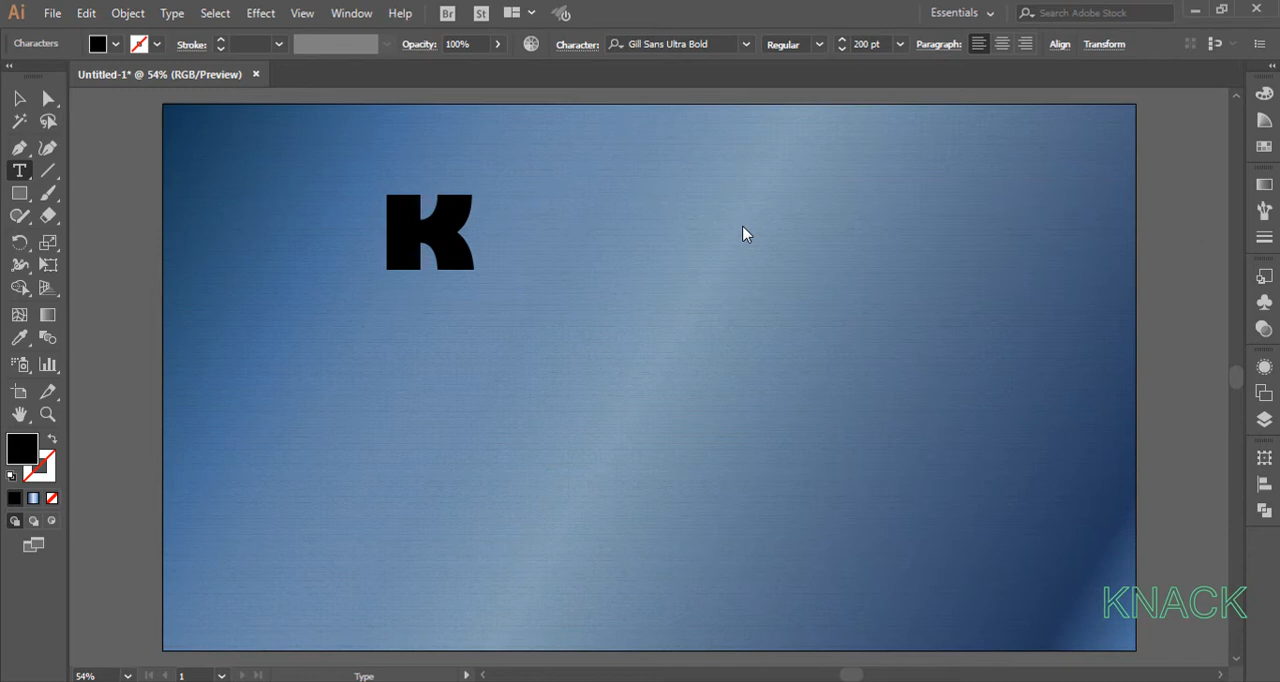 Ai File Edit Object Type Select Effect View Window Help Br St Essentials Search Adobe Stock
Characters Stroke: Opacity: 100% Character: Gill Sans Ultra Bold Regular 200 pt Paragraph: Align Transform
Untitled-1* @ 54% (RGB/Preview)
K
KNACK
54% 1 Type